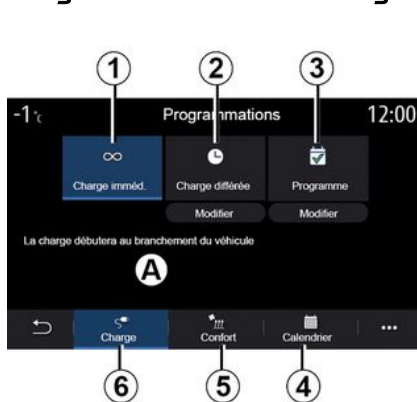 1 2 3
-1°c Programmations 12:00
∞
Charge imméd. Charge différée Programme
Modifier Modifier
La charge débutera au branchement du véhicule
A
Charge Confort Calendrier ...
6 5 4